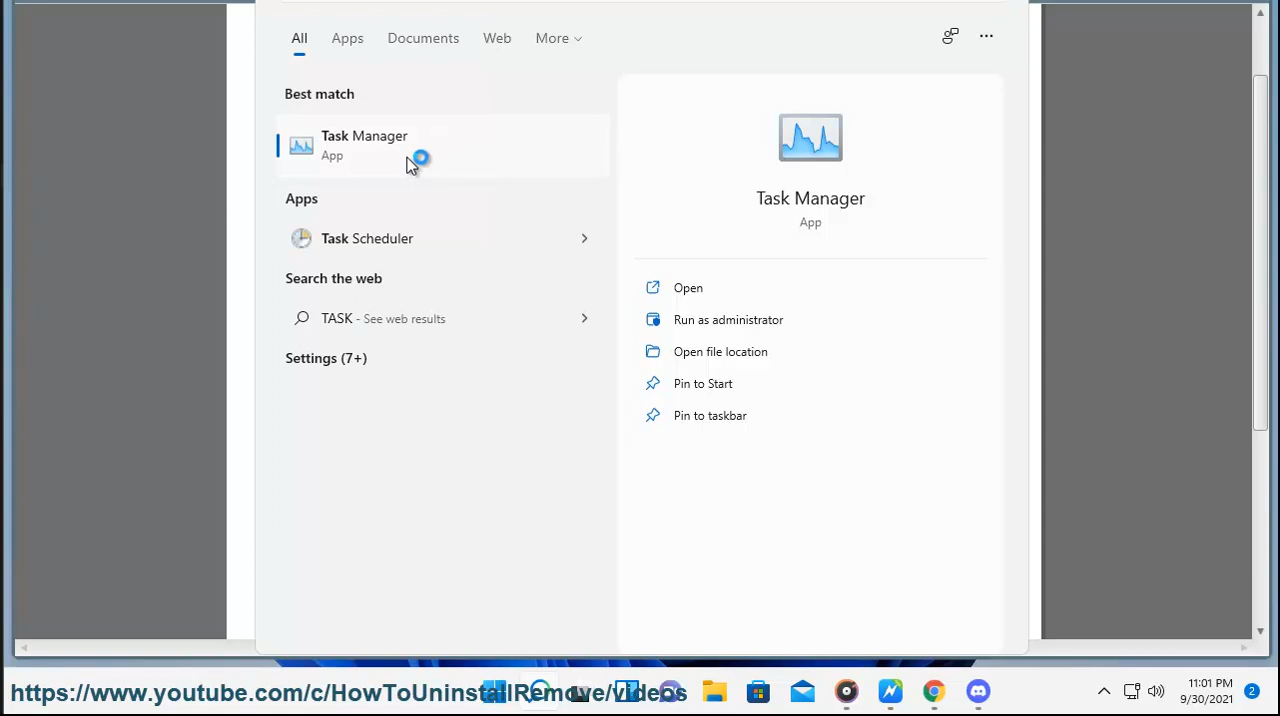 All Apps Documents Web More
Best match
Task Manager
App
Apps
Task Scheduler
Search the web
TASK - See web results
Settings (7+)
Task Manager
App
Open
Run as administrator
Open file location
Pin to Start
Pin to taskbar
https://www.youtube.com/c/HowToUninstallRemove/videos
11:01 PM
9/30/2021
2